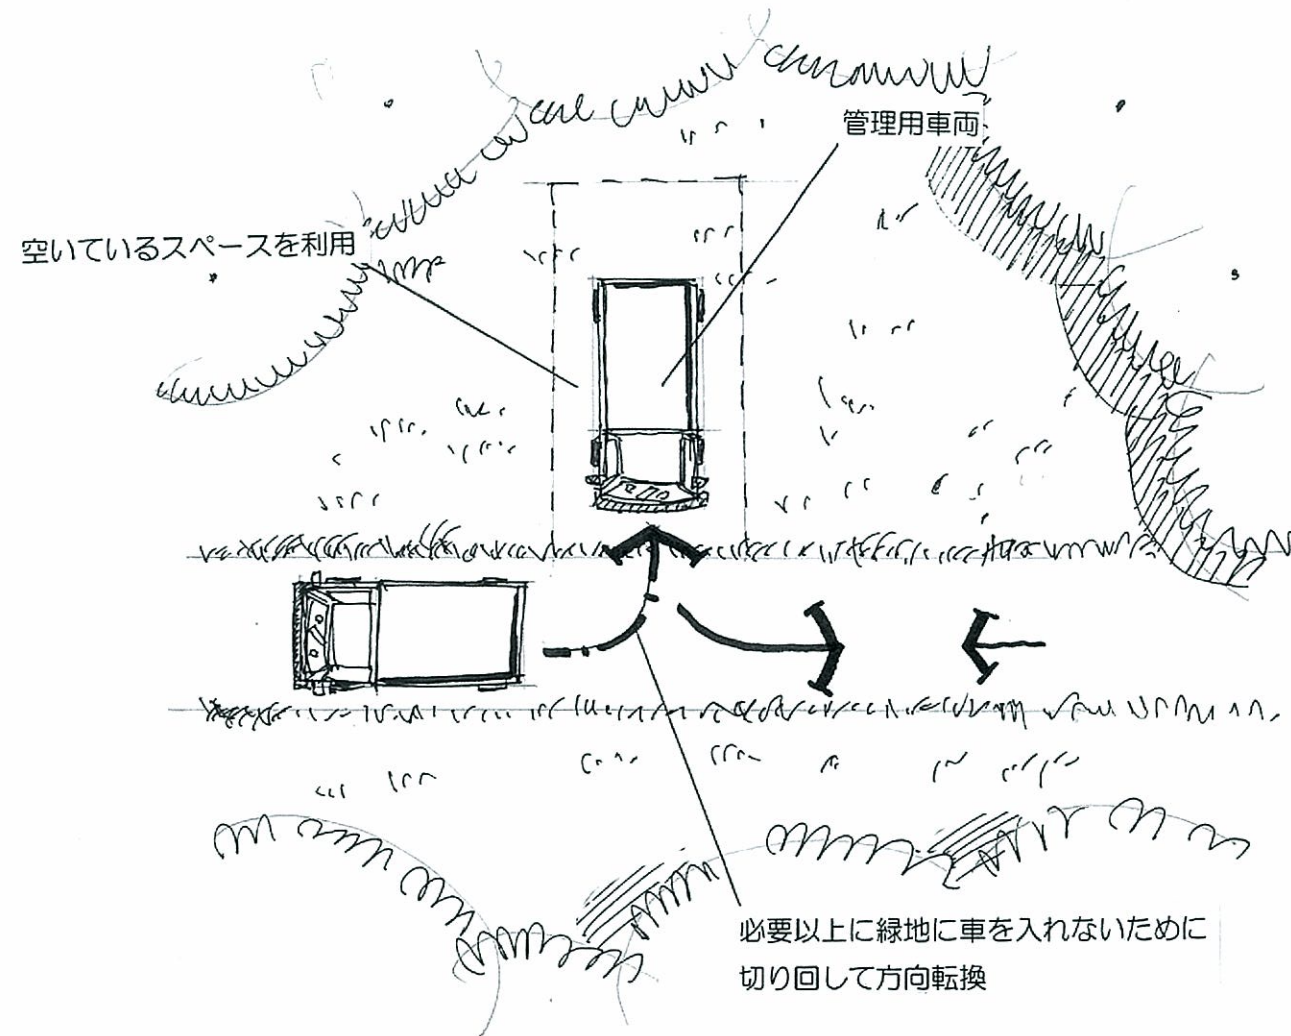 管理用車両
空いているスペースを利用
必要以上に緑地に車を入れないために
切り回して方向転換